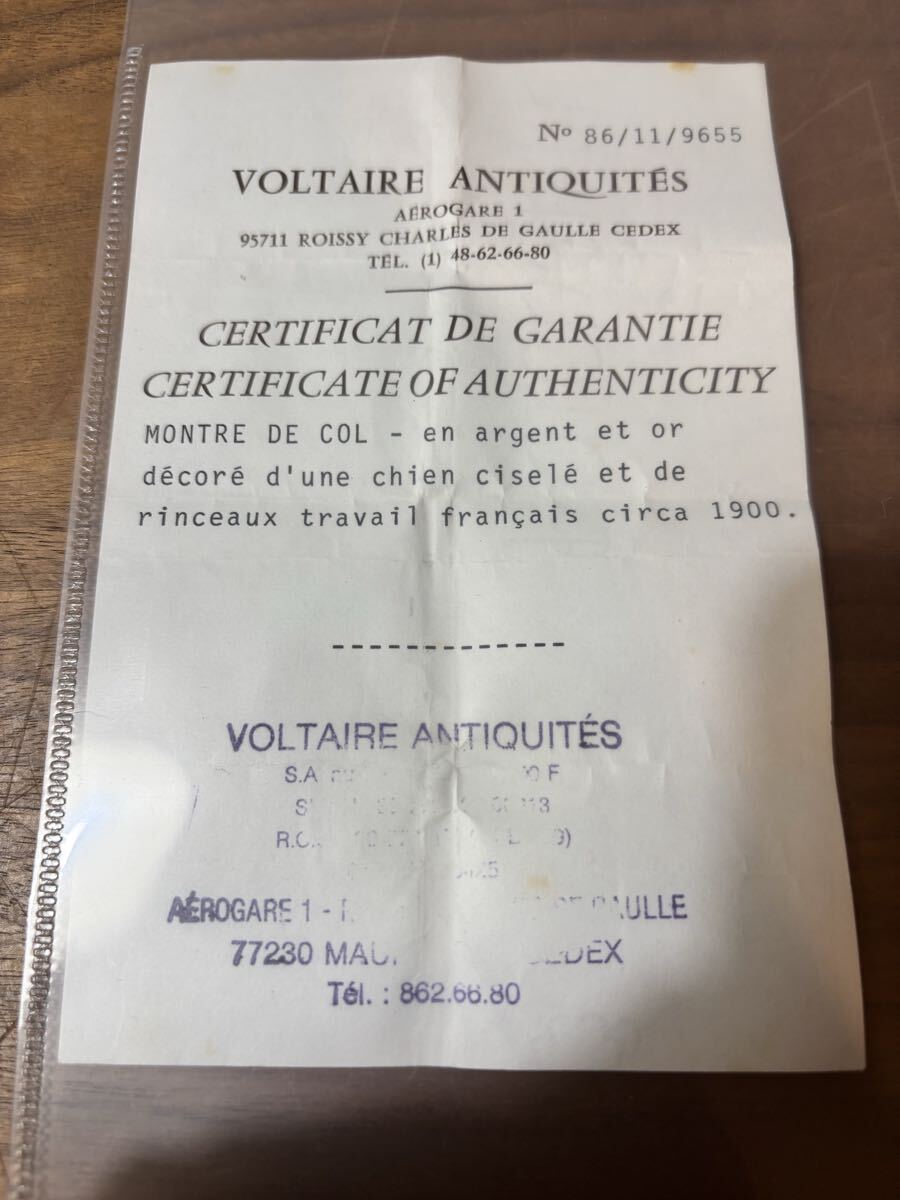 Nº 86/11/9655
VOLTAIRE ANTIQUITÉS
AÉROGARE 1
95711 ROISSY CHARLES DE GAULLE CEDEX
TÉL. (1) 48-62-66-80
CERTIFICAT DE GARANTIE
CERTIFICATE OF AUTHENTICITY
MONTRE DE COL - en argent et or
décoré d'une chien ciselé et de
rinceaux travail français circa 1900.
-------------
VOLTAIRE ANTIQUITÉS
S.A F
AÉROGARE 1 -
77230 CEDEX
Tél. : 862.66.80